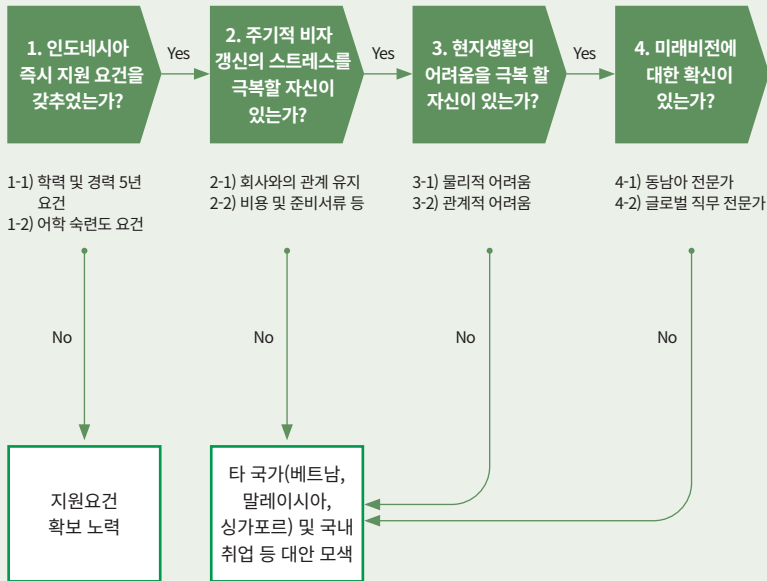 1. 인도네시아
즉시 지원 요건을
갖추었는가?
Yes
2. 주기적 비자
갱신의 스트레스를
극복할 자신이
있는가?
Yes
3. 현지생활의
어려움을 극복 할
자신이 있는가?
Yes
4. 미래비전에
대한 확신이
있는가?
1-1) 학력 및 경력 5년
요건
1-2) 어학 숙련도 요건
2-1) 회사와의 관계 유지
2-2) 비용 및 준비서류 등
3-1) 물리적 어려움
3-2) 관계적 어려움
4-1) 동남아 전문가
4-2) 글로벌 직무 전문가
No
No
No
No
지원요건
확보 노력
타 국가(베트남,
말레이시아,
싱가포르) 및 국내
취업 등 대안 모색